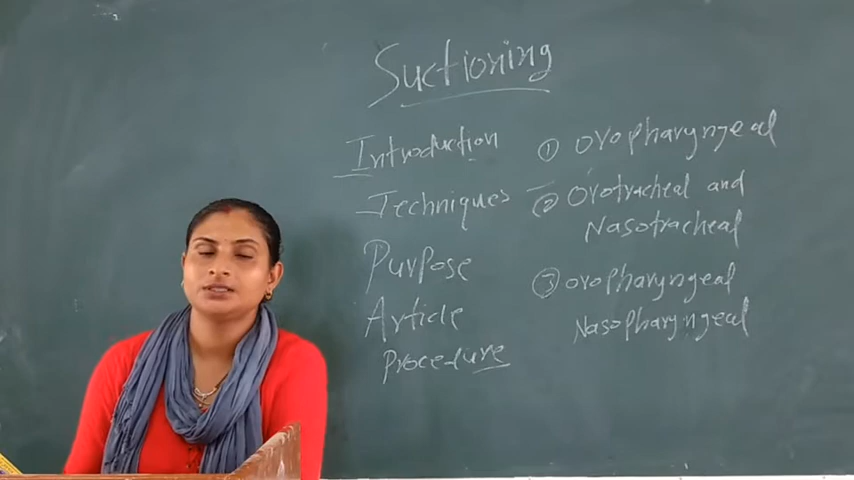 Suctioning
Introduction
Techniques
Purpose
Article
Procedure
① Oropharyngeal
② Orotracheal and
Nasotracheal
③ oropharyngeal
Nasopharyngeal